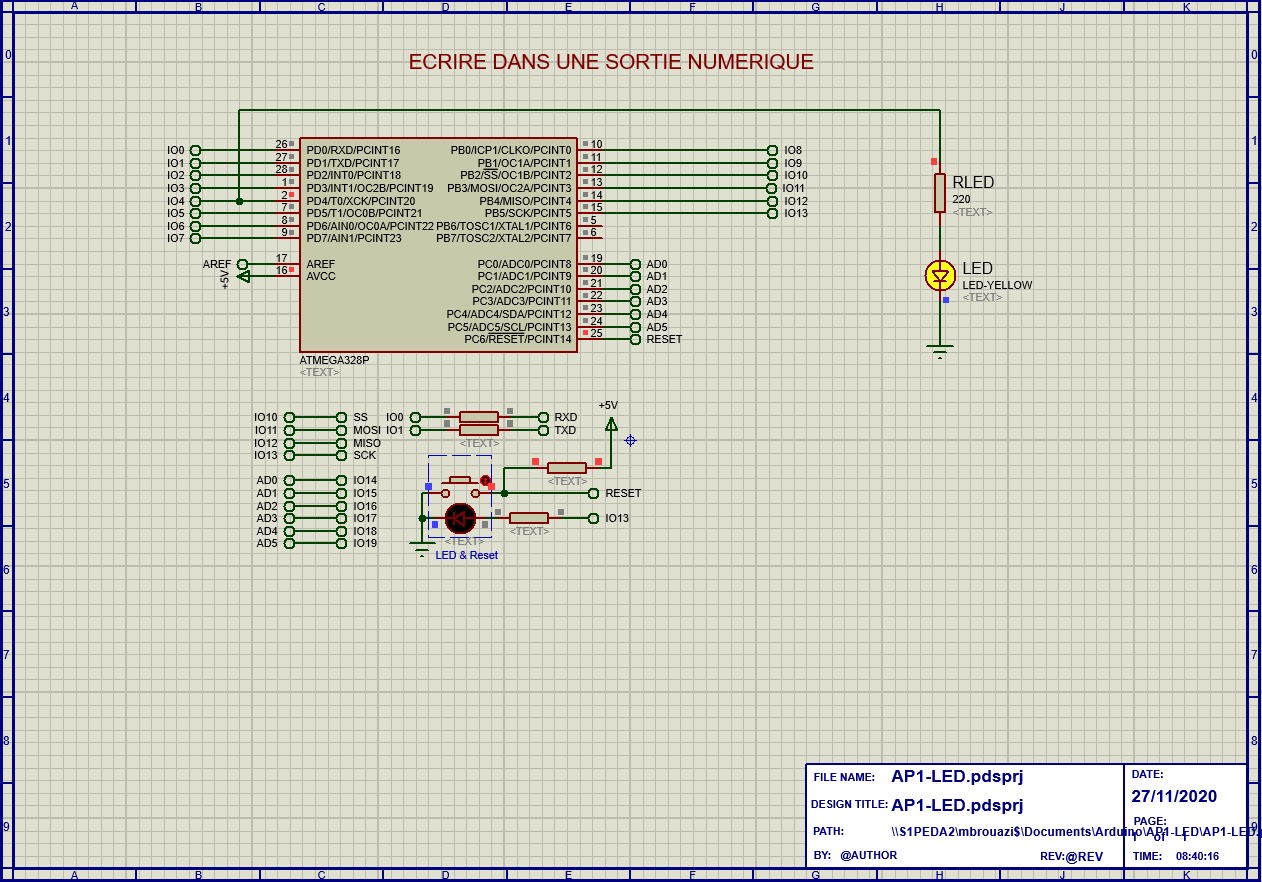 A B C D E F G H J K
0 0
ECRIRE DANS UNE SORTIE NUMERIQUE
1 1
IO0 26 PD0/RXD/PCINT16 PB0/ICP1/CLKO/PCINT0 10 IO8
IO1 27 PD1/TXD/PCINT17 PB1/OC1A/PCINT1 11 IO9
IO2 28 PD2/INT0/PCINT18 PB2/SS/OC1B/PCINT2 12 IO10
IO3 1 PD3/INT1/OC2B/PCINT19 PB3/MOSI/OC2A/PCINT3 13 IO11
IO4 2 PD4/T0/XCK/PCINT20 PB4/MISO/PCINT4 14 IO12
IO5 7 PD5/T1/OC0B/PCINT21 PB5/SCK/PCINT5 15 IO13
IO6 8 PD6/AIN0/OC0A/PCINT22 PB6/TOSC1/XTAL1/PCINT6 5
IO7 9 PD7/AIN1/PCINT23 PB7/TOSC2/XTAL2/PCINT7 6
RLED
220
<TEXT>
2 2
AREF 17 AREF PC0/ADC0/PCINT8 19 AD0
+5V 16 AVCC PC1/ADC1/PCINT9 20 AD1
PC2/ADC2/PCINT10 21 AD2
PC3/ADC3/PCINT11 22 AD3
PC4/ADC4/SDA/PCINT12 23 AD4
PC5/ADC5/SCL/PCINT13 24 AD5
PC6/RESET/PCINT14 25 RESET
LED
LED-YELLOW
<TEXT>
3 3
ATMEGA328P
<TEXT>
4 4
+5V
IO10 SS IO0 RXD
IO11 MOSI IO1 TXD
IO12 MISO <TEXT>
IO13 SCK
AD0 IO14 <TEXT>
5 5
AD1 IO15 RESET
AD2 IO16
AD3 IO17 IO13
AD4 IO18 <TEXT>
AD5 IO19 <TEXT>
LED & Reset
6 6
7 7
8 8
FILE NAME: AP1-LED.pdsprj DATE:
DESIGN TITLE: AP1-LED.pdsprj 27/11/2020
9 9
PATH: \\S1PEDA2\mbrouazi$\Documents\Arduino\AP1-LED\AP1-LED.p
PAGE:
1 of 1
BY: @AUTHOR REV:@REV TIME: 08:40:16
A B C D E F G H J K